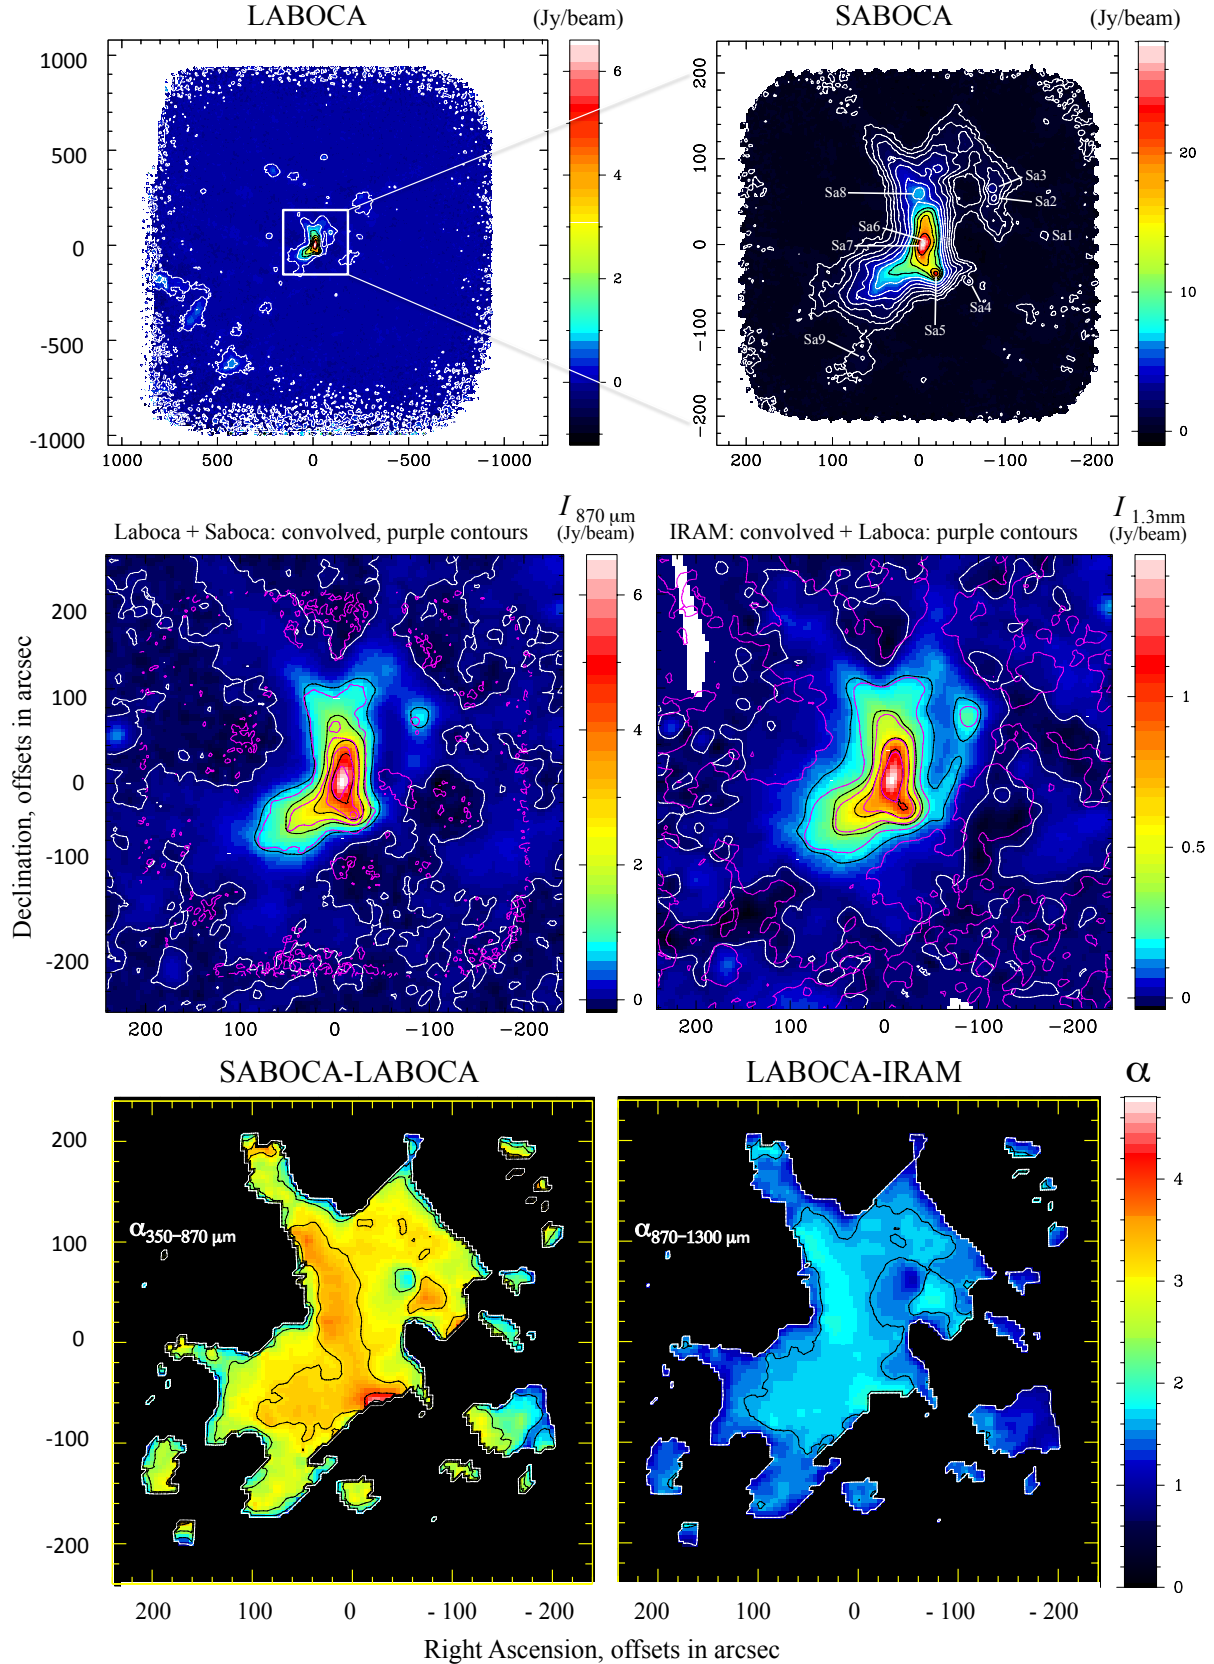 LABOCA (Jy/beam) SABOCA (Jy/beam)
1000
500
0
-500
-1000
1000 500 0 -500 -1000
6
4
2
0
200
100
0
-100
-200
200 100 0 -100 -200
20
10
0
Sa3
Sa2
Sa8
Sa1
Sa6
Sa7
Sa4
Sa5
Sa9
Laboca + Saboca: convolved, purple contours
I 870 μm
(Jy/beam)
IRAM: convolved + Laboca: purple contours
I 1.3mm
(Jy/beam)
Declination, offsets in arcsec
200
100
0
-100
-200
200 100 0 -100 -200
6
4
2
0
200 100 0 -100 -200
1
0.5
0
SABOCA-LABOCA LABOCA-IRAM α
200
100
0
-100
-200
α350−870 μm
α870−1300 μm
4
3
2
1
0
200 100 0 - 100 - 200
200 100 0 - 100 - 200
Right Ascension, offsets in arcsec